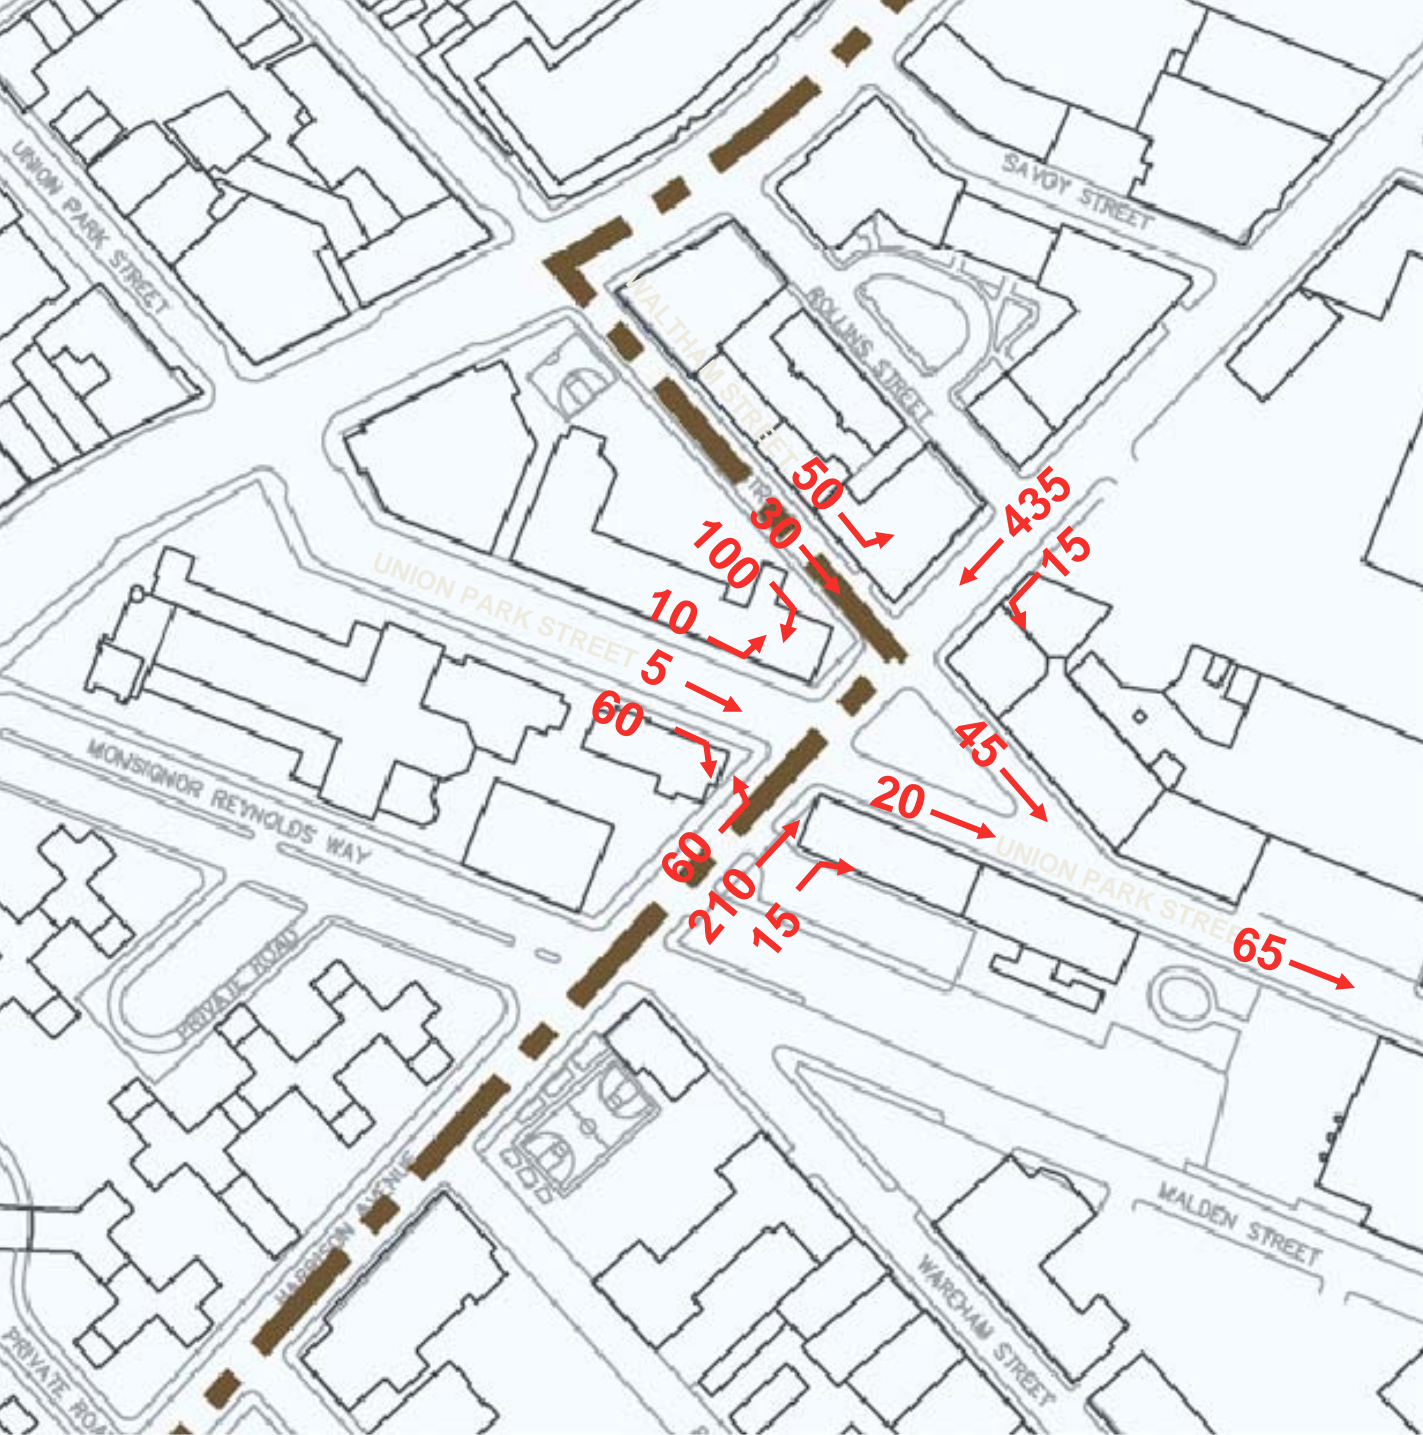 SAVOY STREET
UNION PARK STREET
WALTHAM STREET
ROLLINS STREET
50
435
30
15
100
UNION PARK STREET
10
5
60
45
MONSIGNOR REYNOLDS WAY
20
60
UNION PARK STREET
210
15
65
PRIVATE ROAD
HARRISON AVENUE
MALDEN STREET
WAREHAM STREET
PRIVATE ROAD